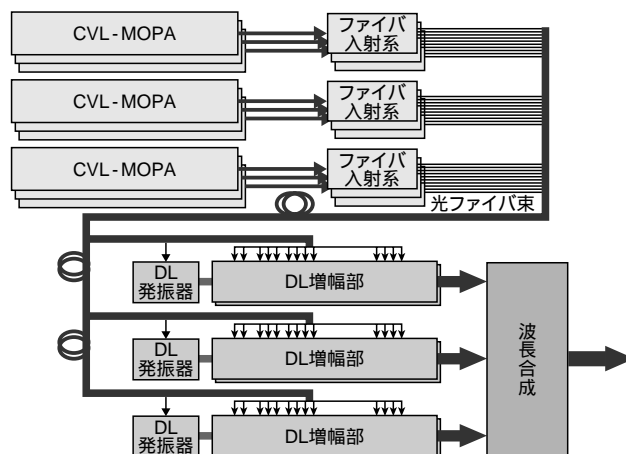 CVL-MOPA
ファイバ
入射系
CVL-MOPA
ファイバ
入射系
CVL-MOPA
ファイバ
入射系
光ファイバ束
DL
発振器
DL増幅部
DL
発振器
DL増幅部
DL
発振器
DL増幅部
波長合成